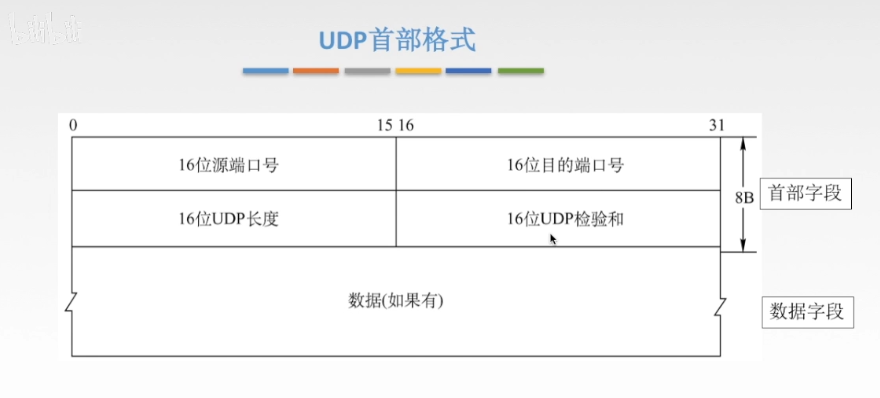 UDP首部格式
0 15 16 31
16位源端口号 16位目的端口号
8B 首部字段
16位UDP长度 16位UDP检验和
数据(如果有)
数据字段